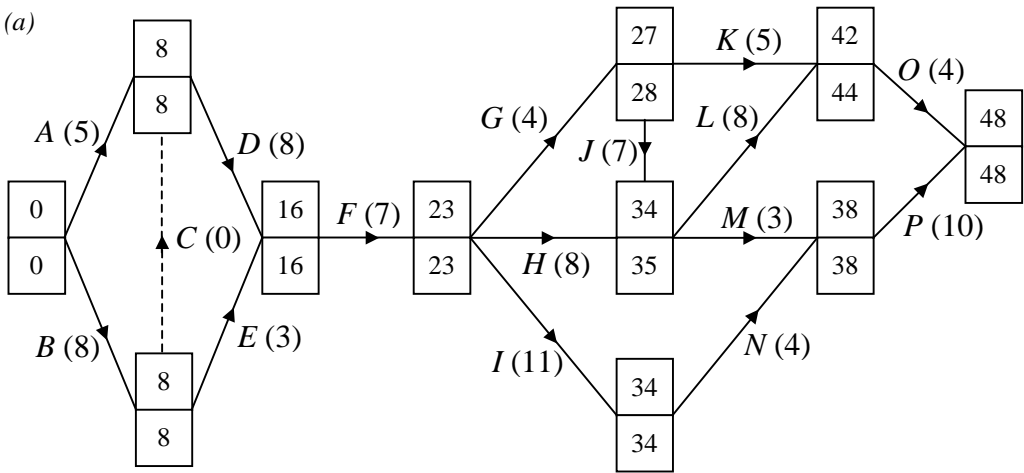 (a)
8
8
A (5)
D (8)
0
0
C (0)
16
16
B (8)
E (3)
8
8
F (7)
23
23
G (4)
27
28
K (5)
42
44
O (4)
J (7)
L (8)
48
48
H (8)
34
35
M (3)
38
38
P (10)
I (11)
N (4)
34
34